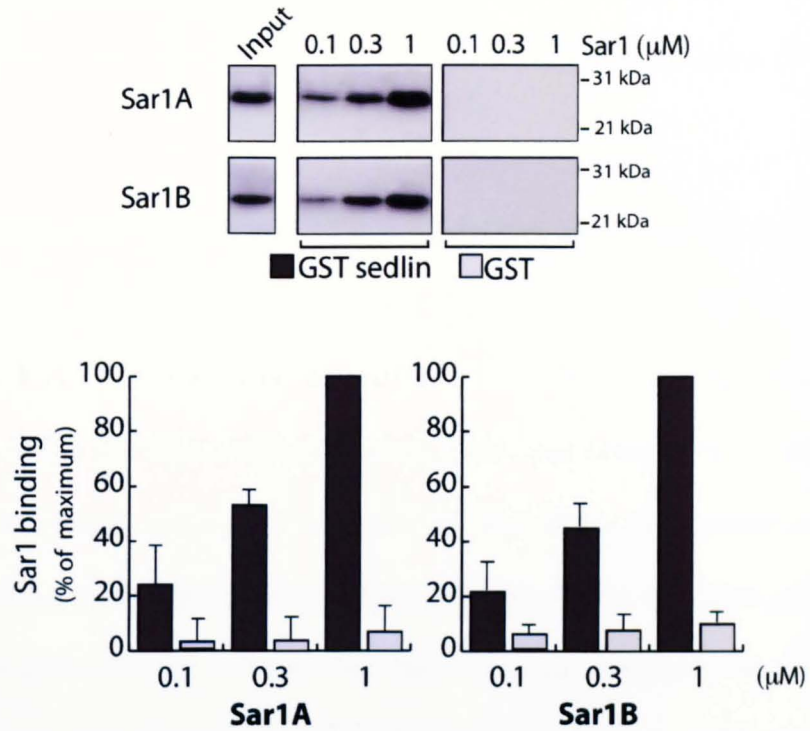 Input
0.1 0.3 1 0.1 0.3 1 Sar1 (μM)
Sar1A
31 kDa
21 kDa
Sar1B
31 kDa
21 kDa
GST sedlin GST
Sar1 binding
(% of maximum)
100
80
60
40
20
0
0.1 0.3 1
Sar1A
100
80
60
40
20
0
0.1 0.3 1 (μM)
Sar1B